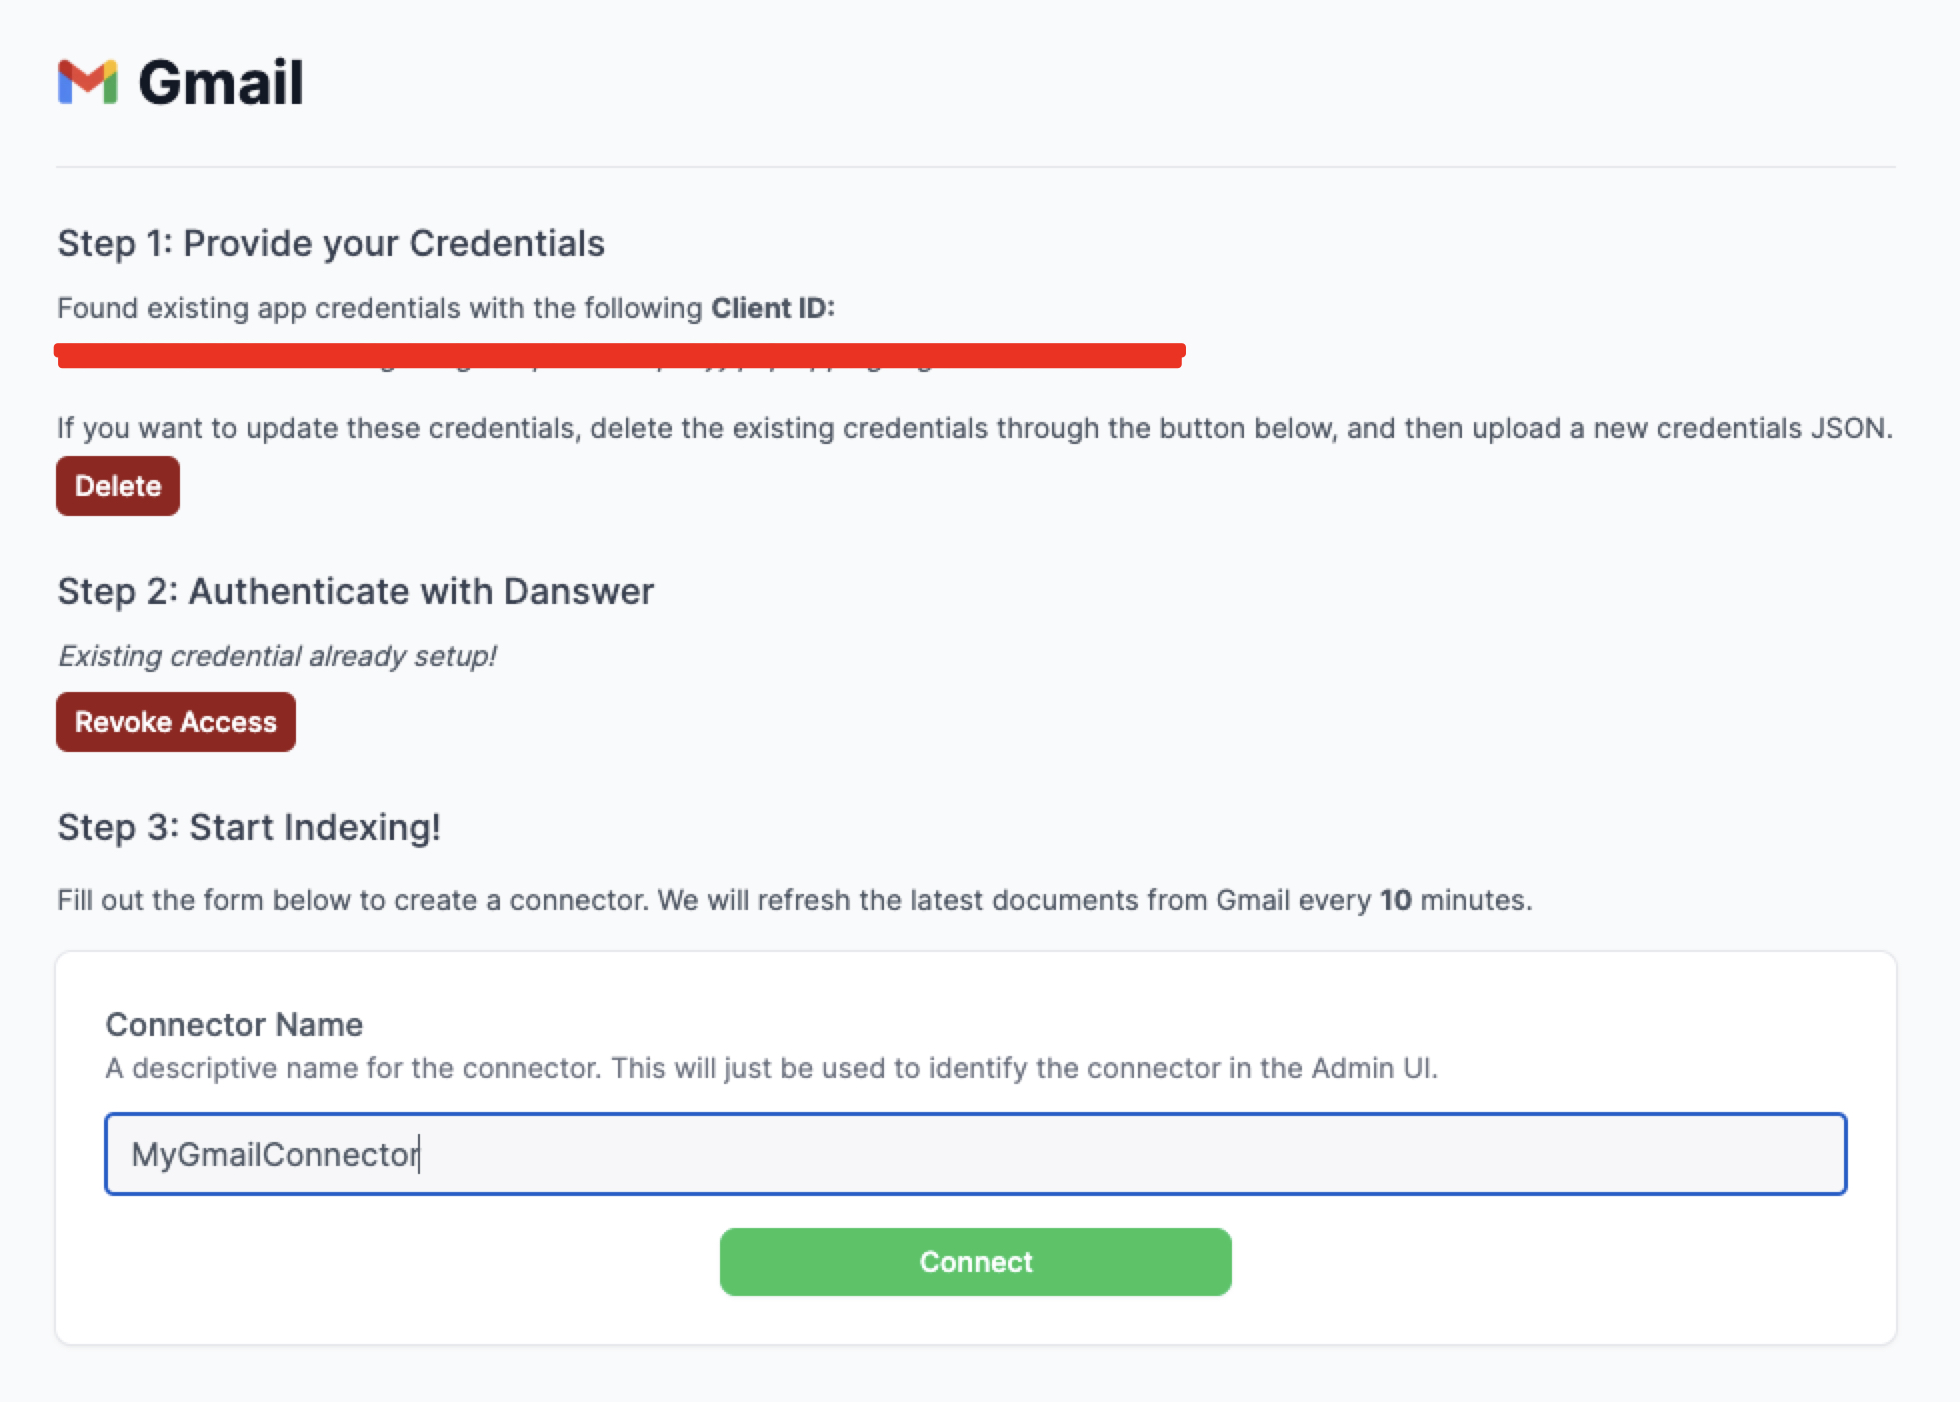 Gmail
Step 1: Provide your Credentials
Found existing app credentials with the following Client ID:
If you want to update these credentials, delete the existing credentials through the button below, and then upload a new credentials JSON.
Delete
Step 2: Authenticate with Danswer
Existing credential already setup!
Revoke Access
Step 3: Start Indexing!
Fill out the form below to create a connector. We will refresh the latest documents from Gmail every 10 minutes.
Connector Name
A descriptive name for the connector. This will just be used to identify the connector in the Admin UI.
MyGmailConnector
Connect